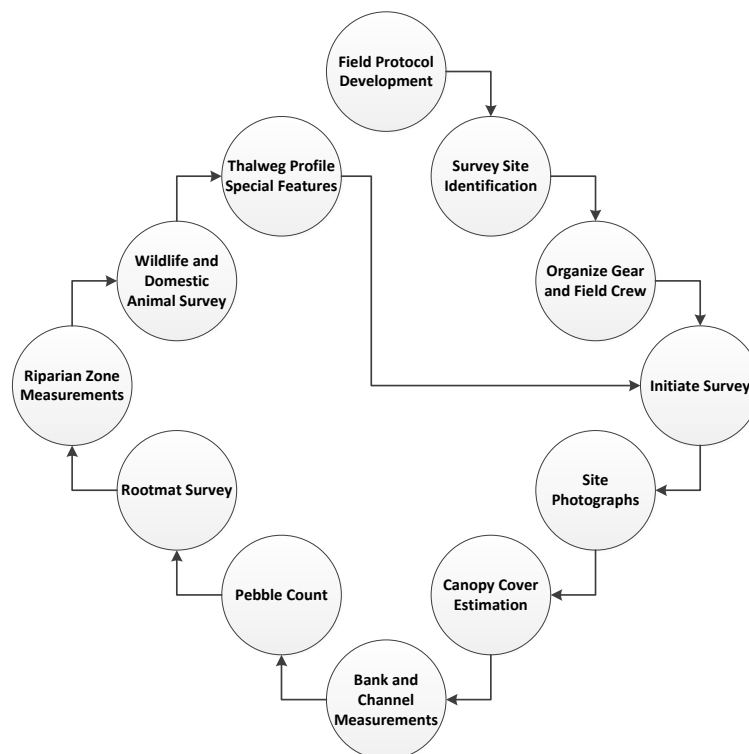 Field Protocol
Development
Survey Site
Identification
Organize Gear
and Field Crew
Initiate Survey
Site
Photographs
Canopy Cover
Estimation
Bank and
Channel
Measurements
Pebble Count
Rootmat Survey
Riparian Zone
Measurements
Wildlife and
Domestic
Animal Survey
Thalweg Profile
Special Features